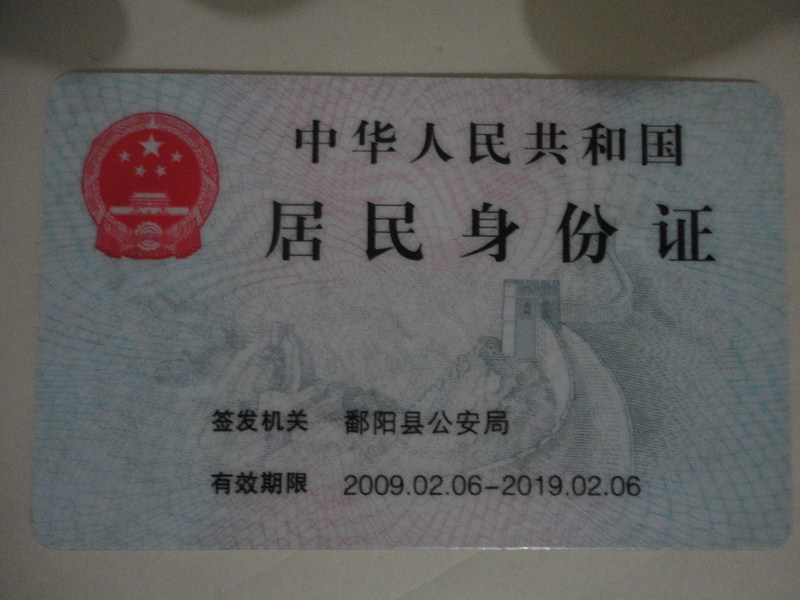 中华人民共和国
居民身份证
签发机关 鄱阳县公安局
有效期限 2009.02.06-2019.02.06